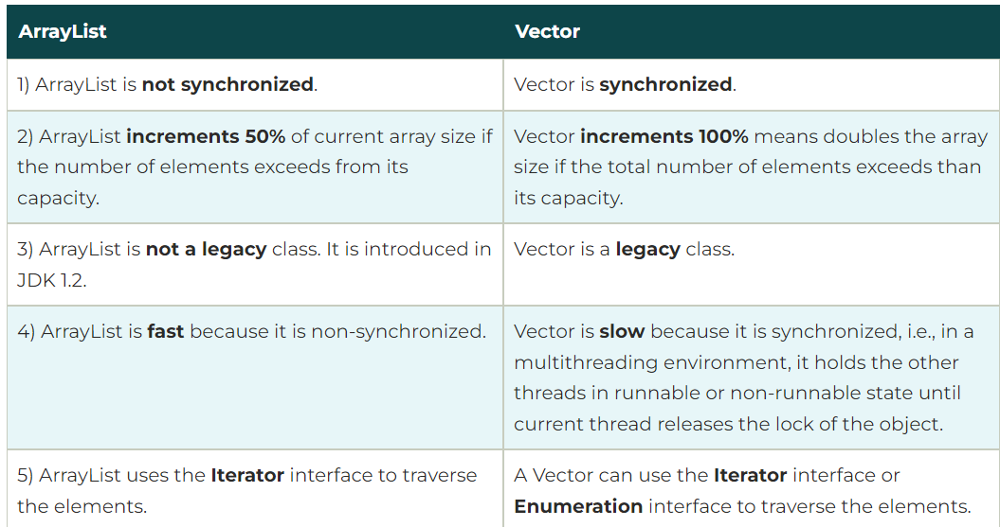 ArrayList
Vector
1) ArrayList is not synchronized.
Vector is synchronized.
2) ArrayList increments 50% of current array size if
the number of elements exceeds from its
capacity.
Vector increments 100% means doubles the array
size if the total number of elements exceeds than
its capacity.
3) ArrayList is not a legacy class. It is introduced in
JDK 1.2.
Vector is a legacy class.
4) ArrayList is fast because it is non-synchronized.
Vector is slow because it is synchronized, i.e., in a
multithreading environment, it holds the other
threads in runnable or non-runnable state until
current thread releases the lock of the object.
5) ArrayList uses the Iterator interface to traverse
the elements.
A Vector can use the Iterator interface or
Enumeration interface to traverse the elements.